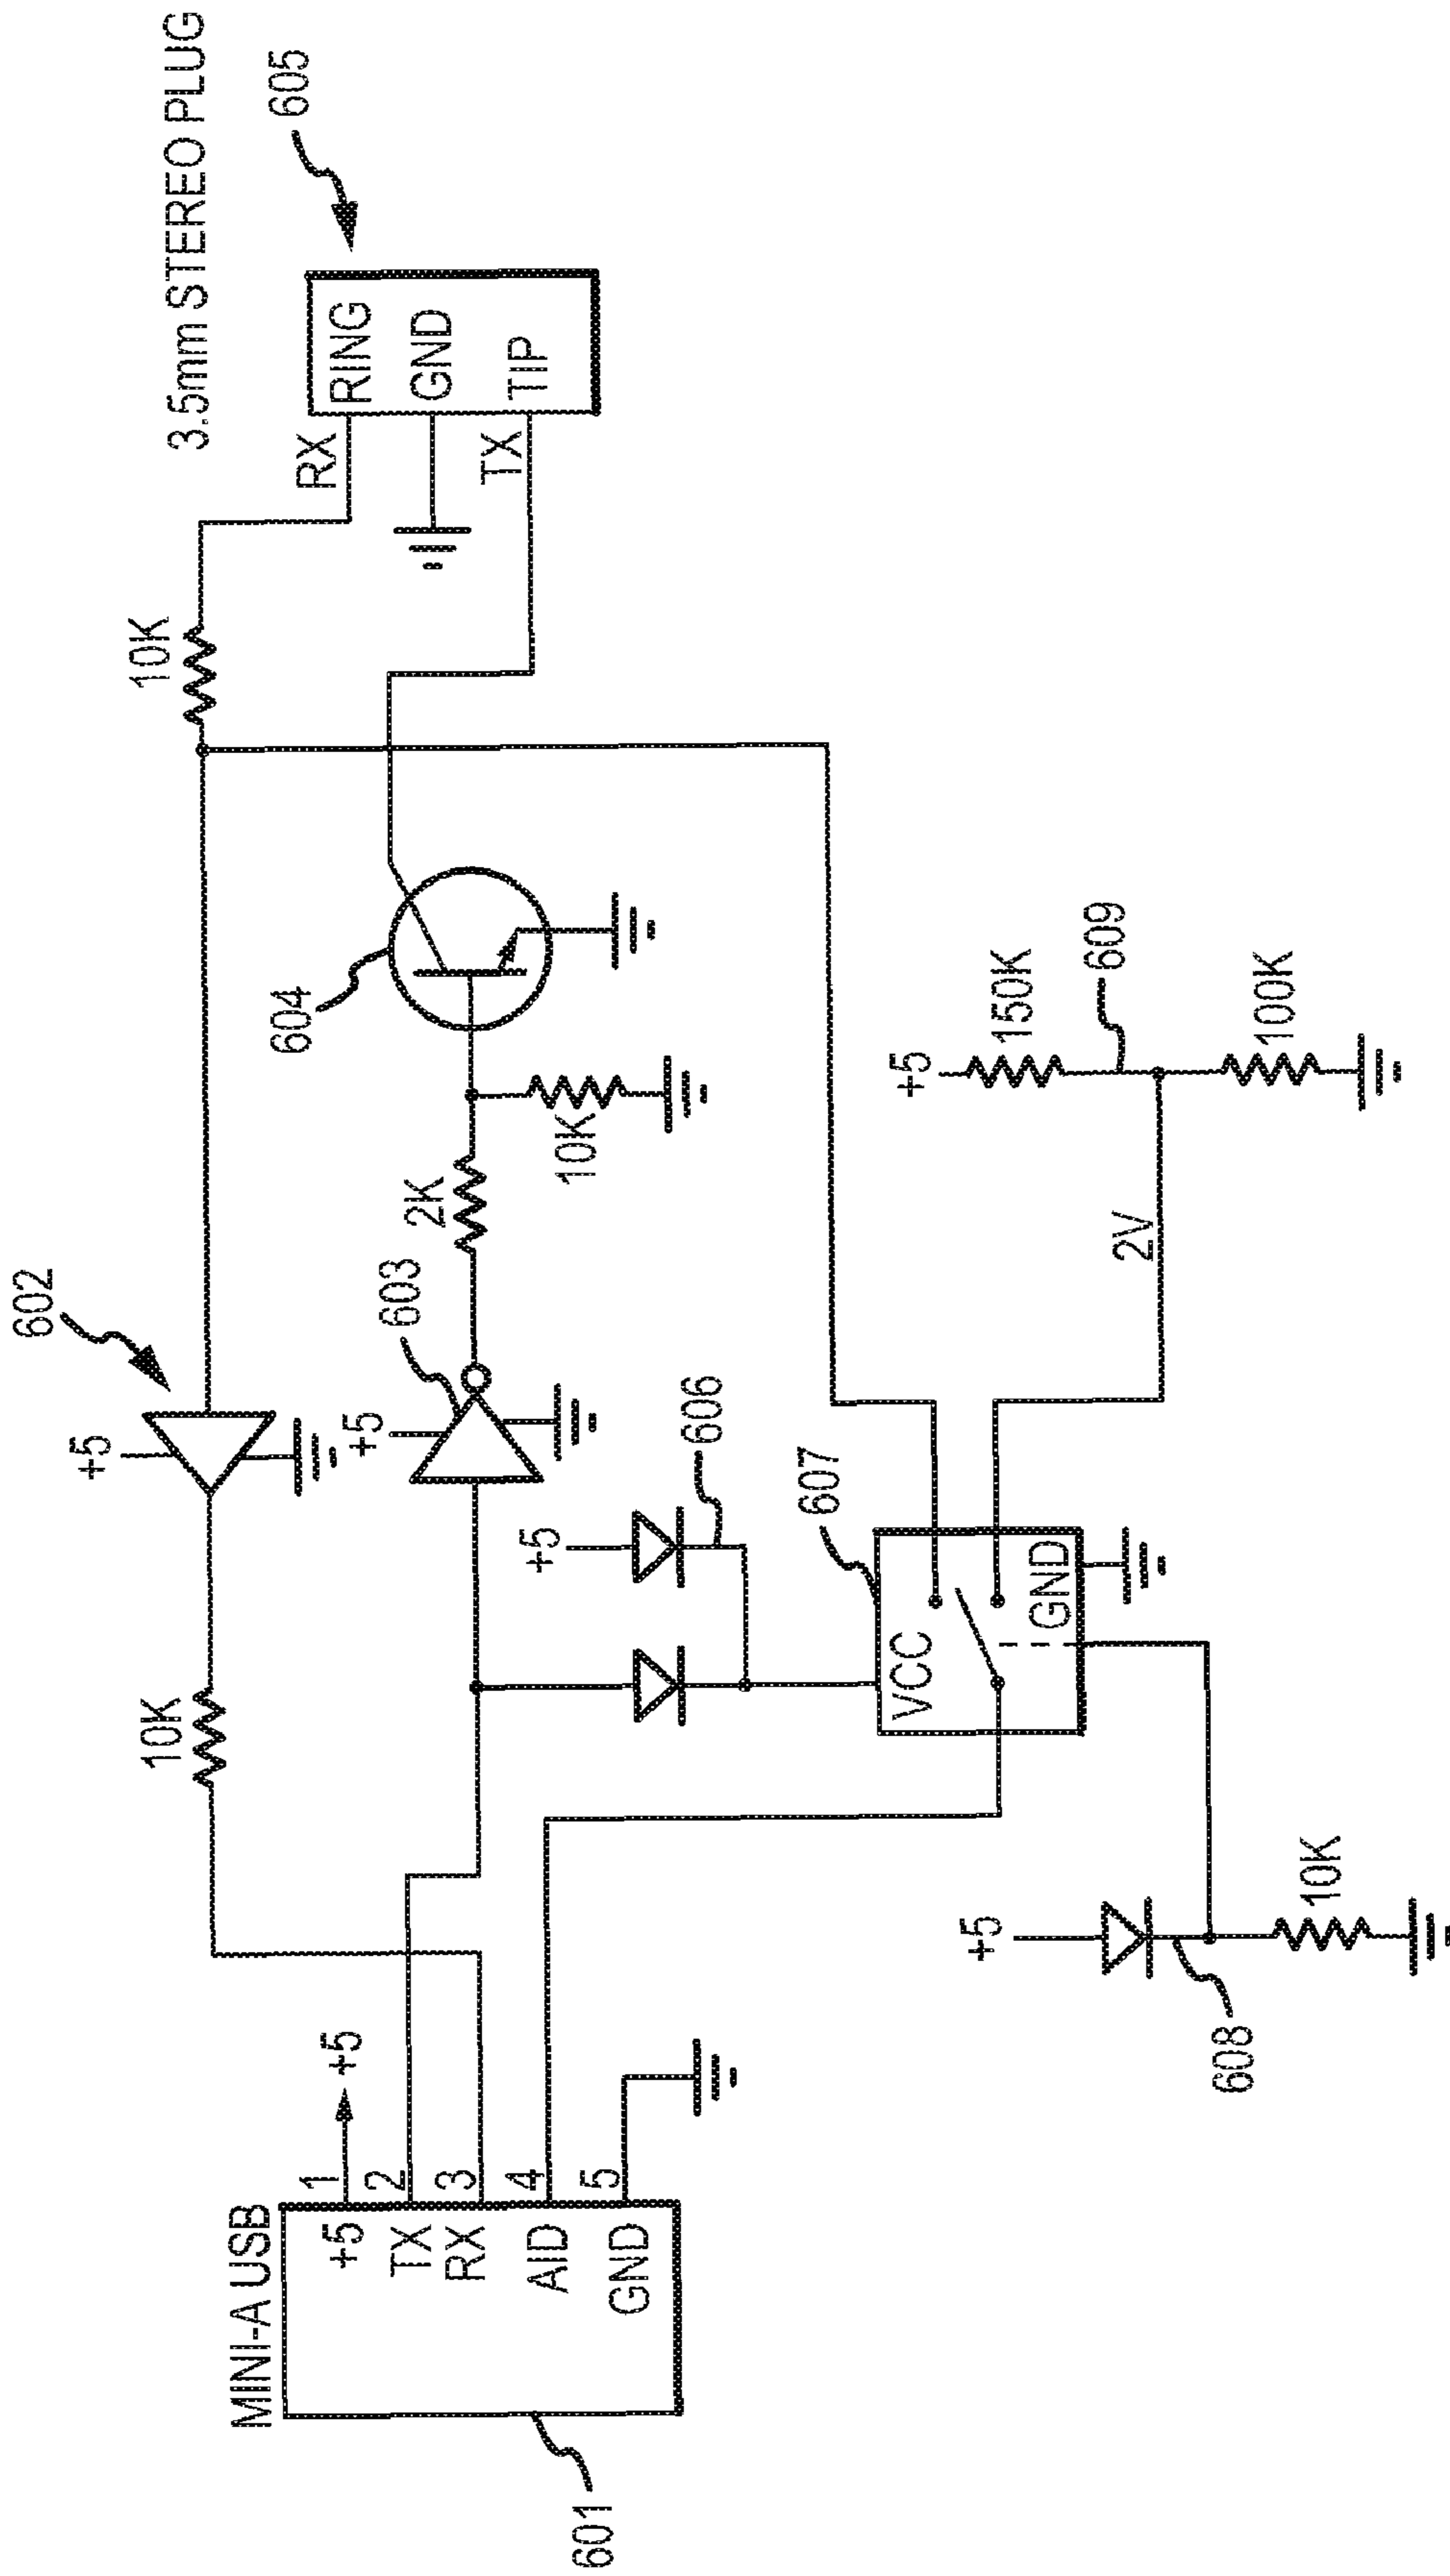 3.5mm STEREO PLUG
605
RX
RING
GND
TX
TIP
10K
604
602
+5
+5
603
2K
10K
+5
150K
609
100K
2V
+5
606
607
VCC
GND
10K
+5
10K
608
MINI-A USB
+5
1
+5
TX
2
RX
3
AID
4
GND
5
601